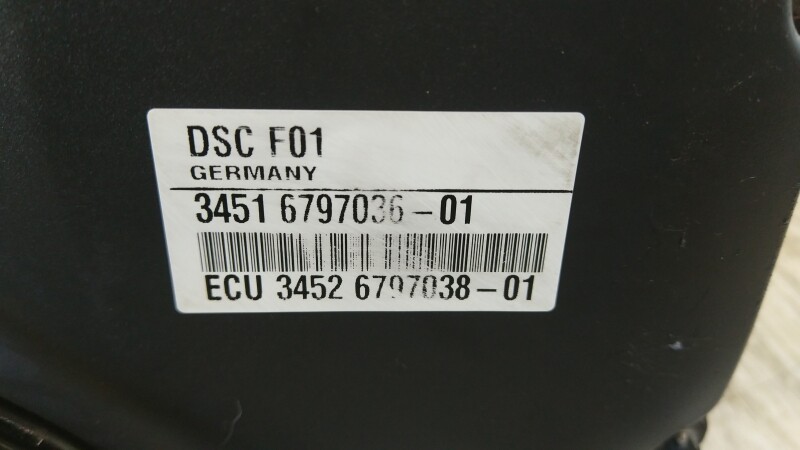 DSC F01
GERMANY
3451 6797036-01
ECU 3452 6797038-01